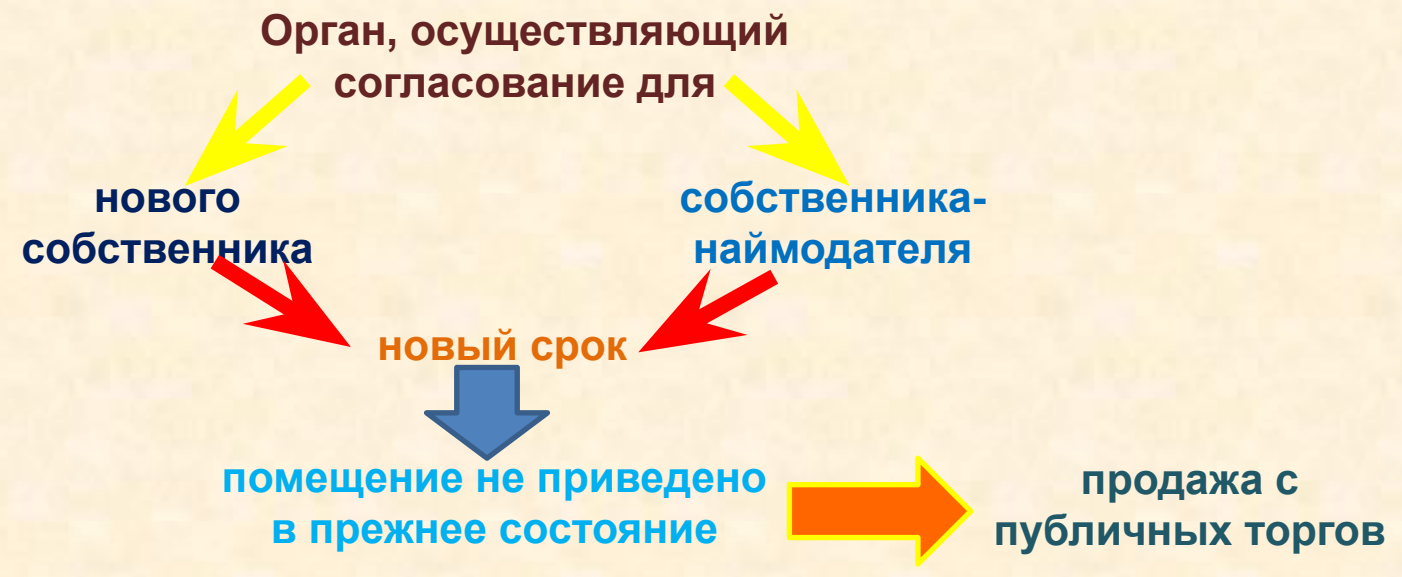 Орган, осуществляющий
согласование для
нового
собственника
собственника-
наймодателя
новый срок
помещение не приведено
в прежнее состояние
продажа с
публичных торгов